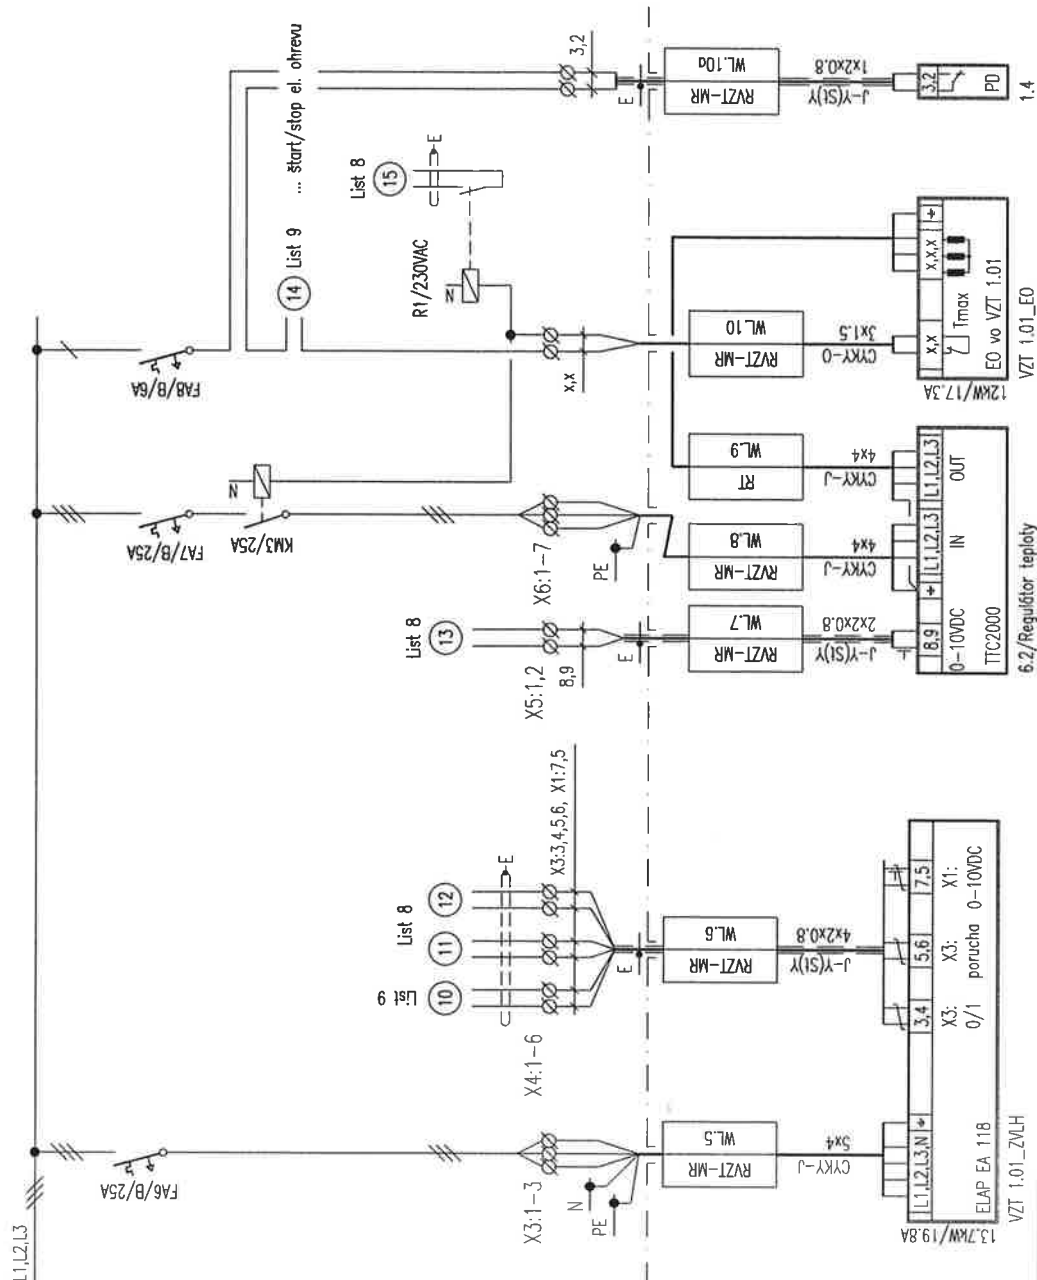 L1,L2,L3
FA6/B/25A
FA7/B/25A
FA8/B/6A
KM3/25A
N
R1/230VAC
N
List 9
... štart/stop el. ohrevu
14
List 8
15
E
List 9
10
List 8
11
12
E
List 8
13
X3:1-3
X4:1-6
X3:3,4,5,6, X1:7,5
X5:1,2
8,9
X6:1-7
x,x
3,2
N
PE
E
E
PE
E
RVZT-MR WL.5
RVZT-MR WL.6
RVZT-MR WL.7
RVZT-MR WL.8
RT WL.9
RVZT-MR WL.10
RVZT-MR WL.10a
CYKY-J 5x4
J-Y(St)Y 4x2x0.8
J-Y(St)Y 2x2x0.8
CYKY-J 4x4
CYKY-J 4x4
CYKY-O 3x1.5
J-Y(St)Y 1x2x0.8
13.7kW/19.8A
L1,L2,L3,N
3,4
5,6
7,5
X3:
X3:
X1:
0/1
porucha
0-10VDC
ELAP EA 118
VZT 1.01_ZVLH
8,9
L1,L2,L3
L1,L2,L3
0-10VDC
IN
OUT
TTC2000
6.2/Regulátor teploty
12kW/17.3A
x,x
x,x,x
Tmax
EO vo VZT 1.01
VZT 1.01_EO
3,2
PD
1.4